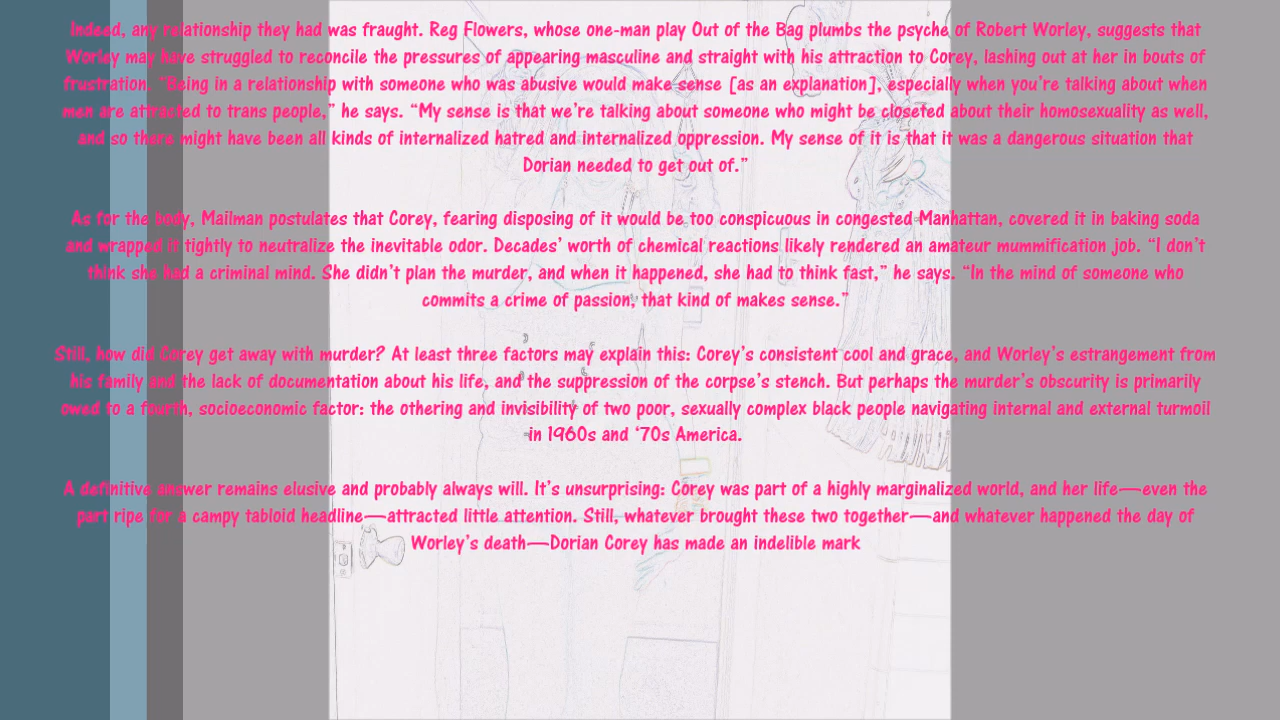 Indeed, any relationship they had was fraught. Reg Flowers, whose one-man play Out of the Bag plumbs the psyche of Robert Worley, suggests that
Worley may have struggled to reconcile the pressures of appearing masculine and straight with his attraction to Corey, lashing out at her in bouts of
frustration. “Being in a relationship with someone who was abusive would make sense [as an explanation], especially when you’re talking about when
men are attracted to trans people,” he says. “My sense is that we’re talking about someone who might be closeted about their homosexuality as well,
and so there might have been all kinds of internalized hatred and internalized oppression. My sense of it is that it was a dangerous situation that
Dorian needed to get out of.”
As for the body, Mailman postulates that Corey, fearing disposing of it would be too conspicuous in congested Manhattan, covered it in baking soda
and wrapped it tightly to neutralize the inevitable odor. Decades’ worth of chemical reactions likely rendered an amateur mummification job. “I don’t
think she had a criminal mind. She didn’t plan the murder, and when it happened, she had to think fast,” he says. “In the mind of someone who
commits a crime of passion, that kind of makes sense.”
Still, how did Corey get away with murder? At least three factors may explain this: Corey’s consistent cool and grace, and Worley’s estrangement from
his family and the lack of documentation about his life, and the suppression of the corpse’s stench. But perhaps the murder’s obscurity is primarily
owed to a fourth, socioeconomic factor: the othering and invisibility of two poor, sexually complex black people navigating internal and external turmoil
in 1960s and ‘70s America.
A definitive answer remains elusive and probably always will. It’s unsurprising: Corey was part of a highly marginalized world, and her life—even the
part ripe for a campy tabloid headline—attracted little attention. Still, whatever brought these two together—and whatever happened the day of
Worley’s death—Dorian Corey has made an indelible mark